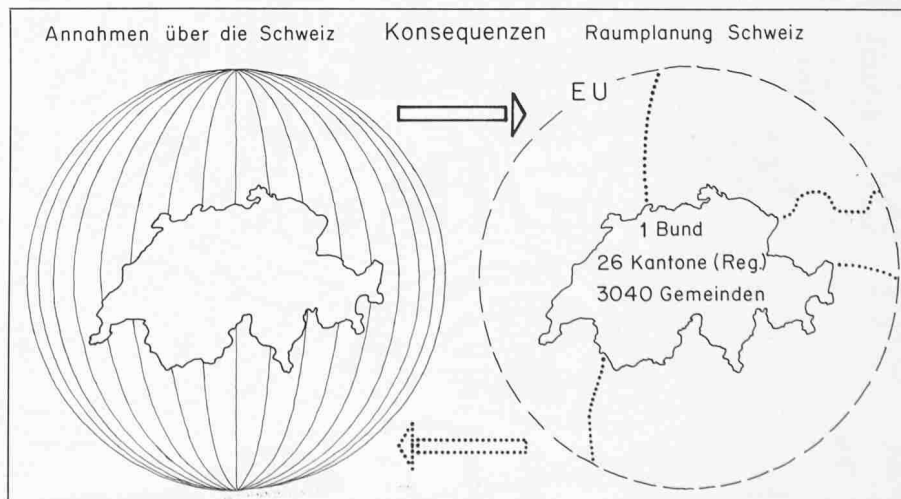 Annahmen über die Schweiz
Konsequenzen
Raumplanung Schweiz
EU
1 Bund
26 Kantone (Reg.)
3040 Gemeinden